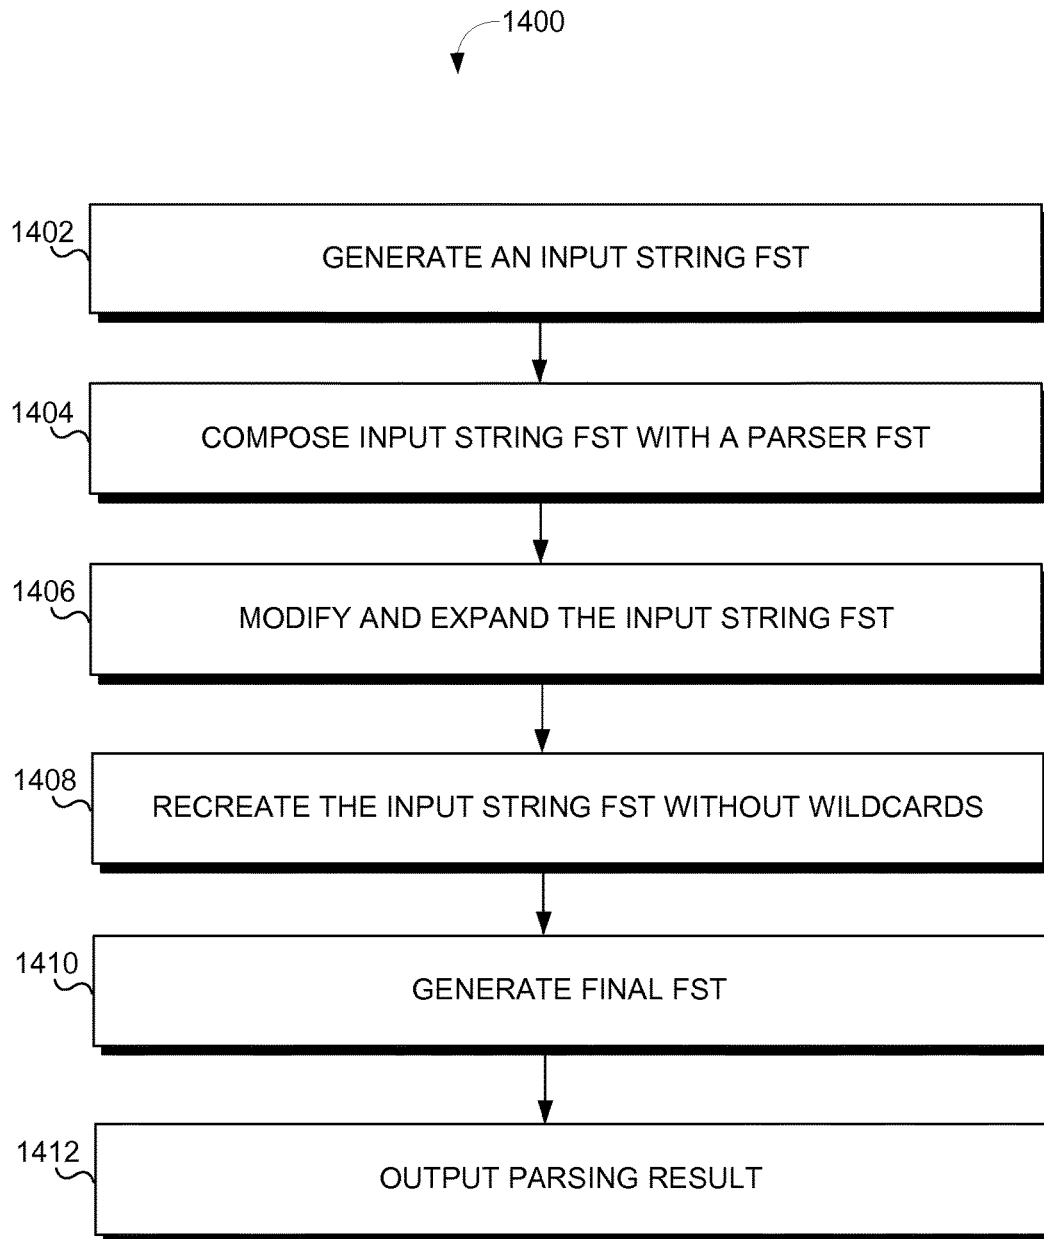 1400
1402
GENERATE AN INPUT STRING FST
1404
COMPOSE INPUT STRING FST WITH A PARSER FST
1406
MODIFY AND EXPAND THE INPUT STRING FST
1408
RECREATE THE INPUT STRING FST WITHOUT WILDCARDS
1410
GENERATE FINAL FST
1412
OUTPUT PARSING RESULT